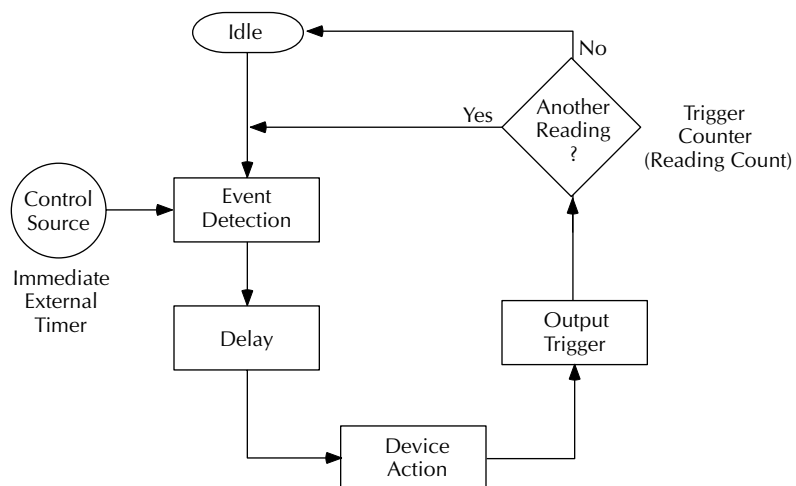 Idle
No
Yes
Another
Reading
?
Trigger
Counter
(Reading Count)
Control
Source
Event
Detection
Immediate
External
Timer
Delay
Output
Trigger
Device
Action